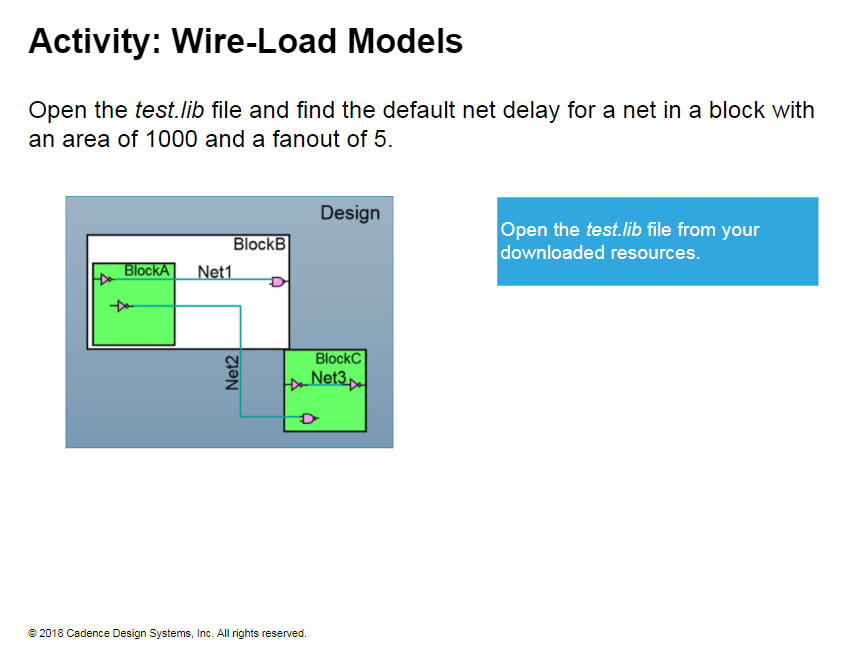 Activity: Wire-Load Models
Open the test.lib file and find the default net delay for a net in a block with
an area of 1000 and a fanout of 5.
Design
BlockB
BlockA
Net1
Net2
BlockC
Net3
Open the test.lib file from your
downloaded resources.
© 2018 Cadence Design Systems, Inc. All rights reserved.